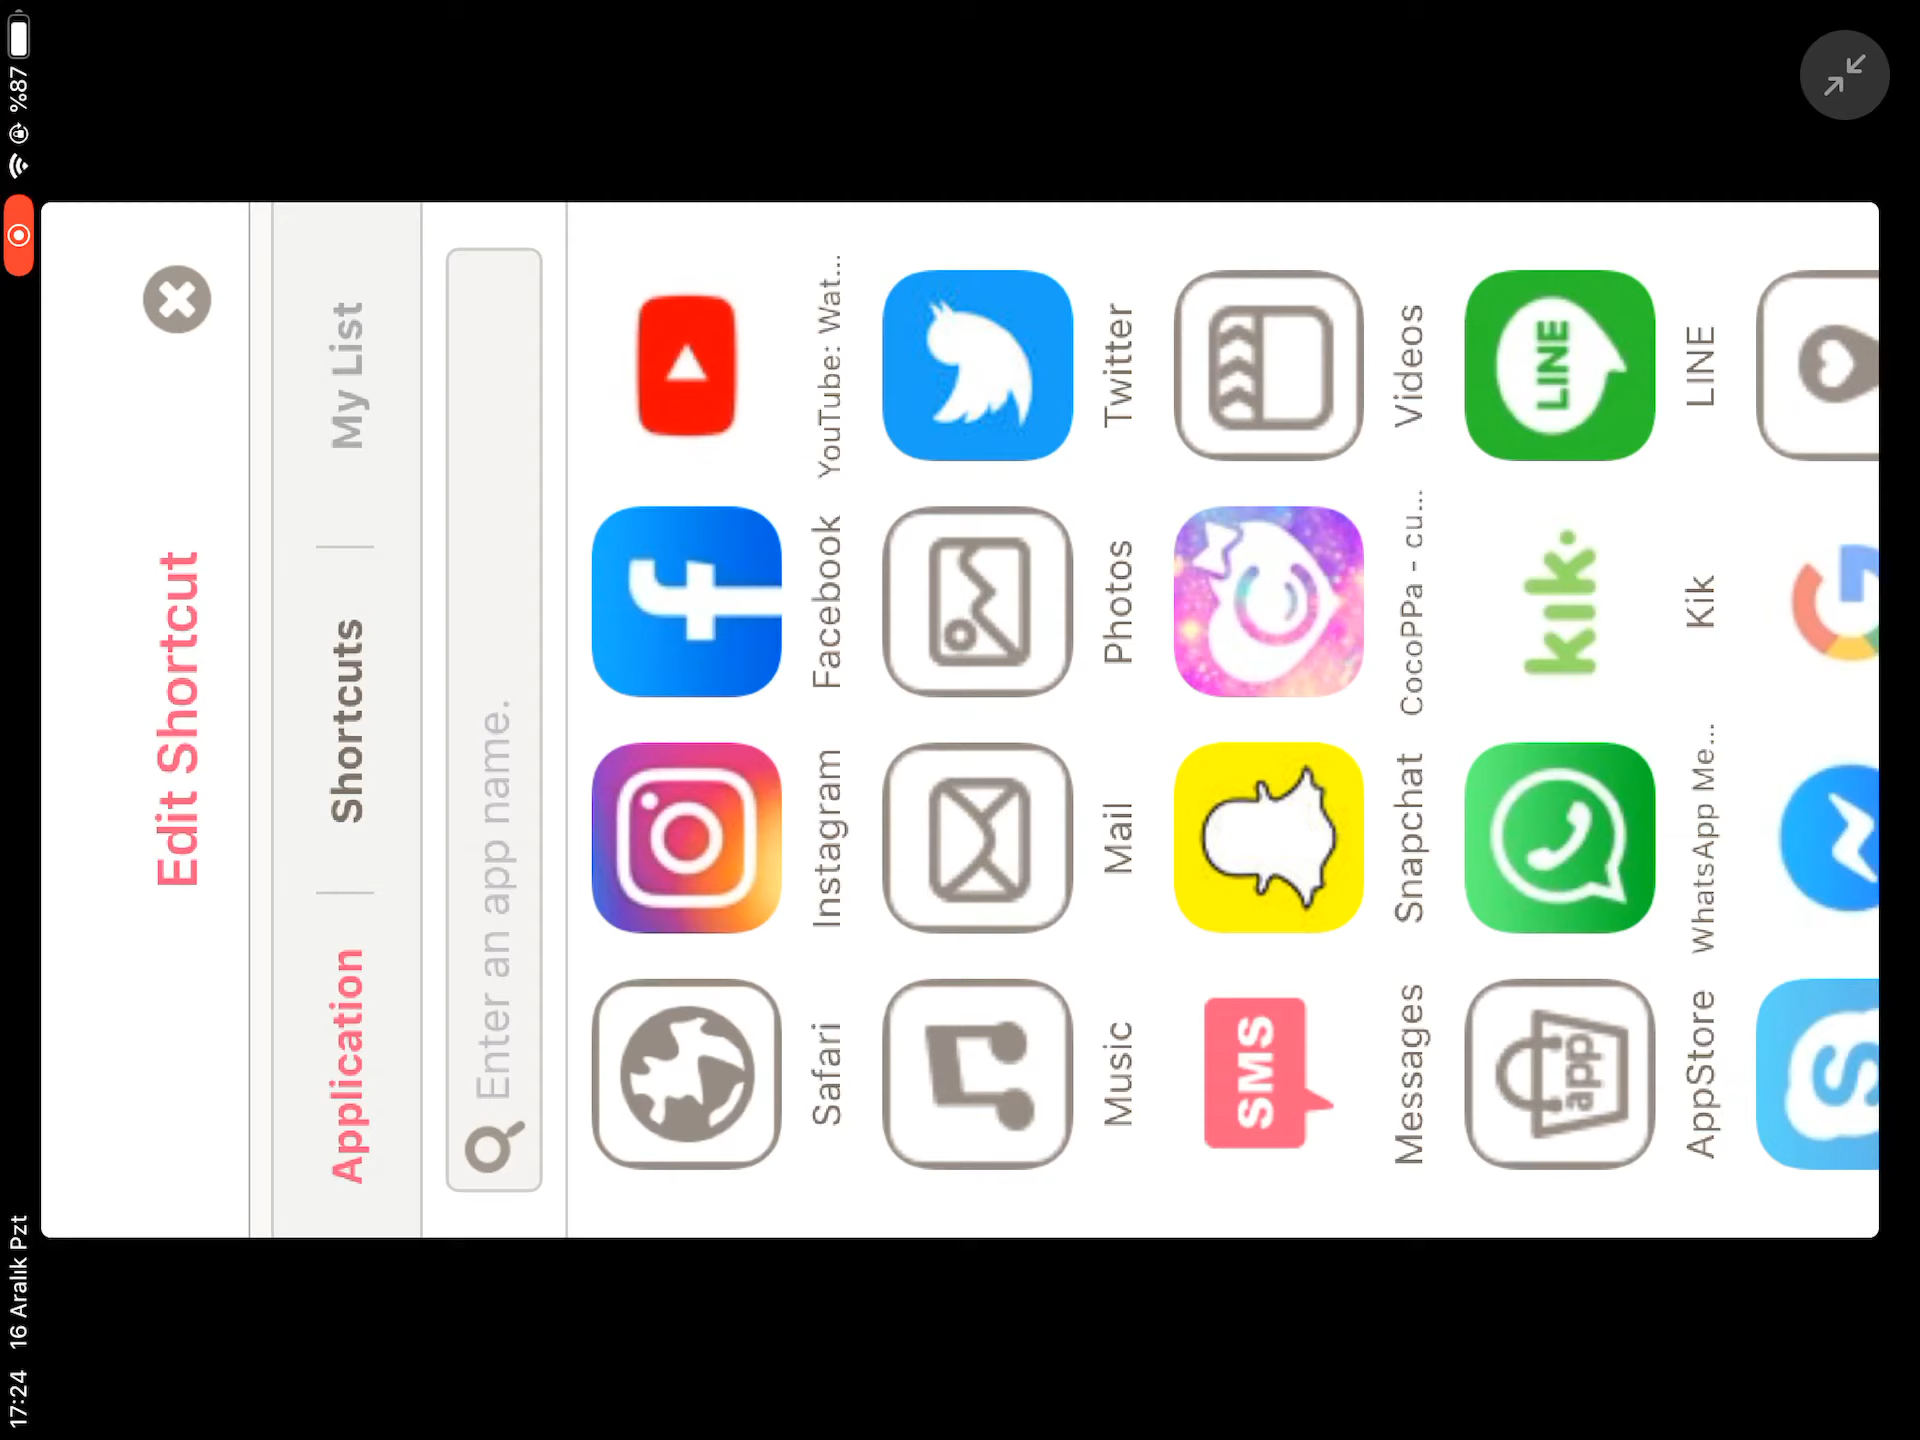 17:24 16 Aralık Pzt
%87
Edit Shortcut
Application Shortcuts My List
Enter an app name.
Safari Instagram Facebook YouTube: Wat...
Music Mail Photos Twitter
SMS
Messages Snapchat CocoPPa - cu... Videos
app kik LINE
AppStore WhatsApp Me... Kik LINE